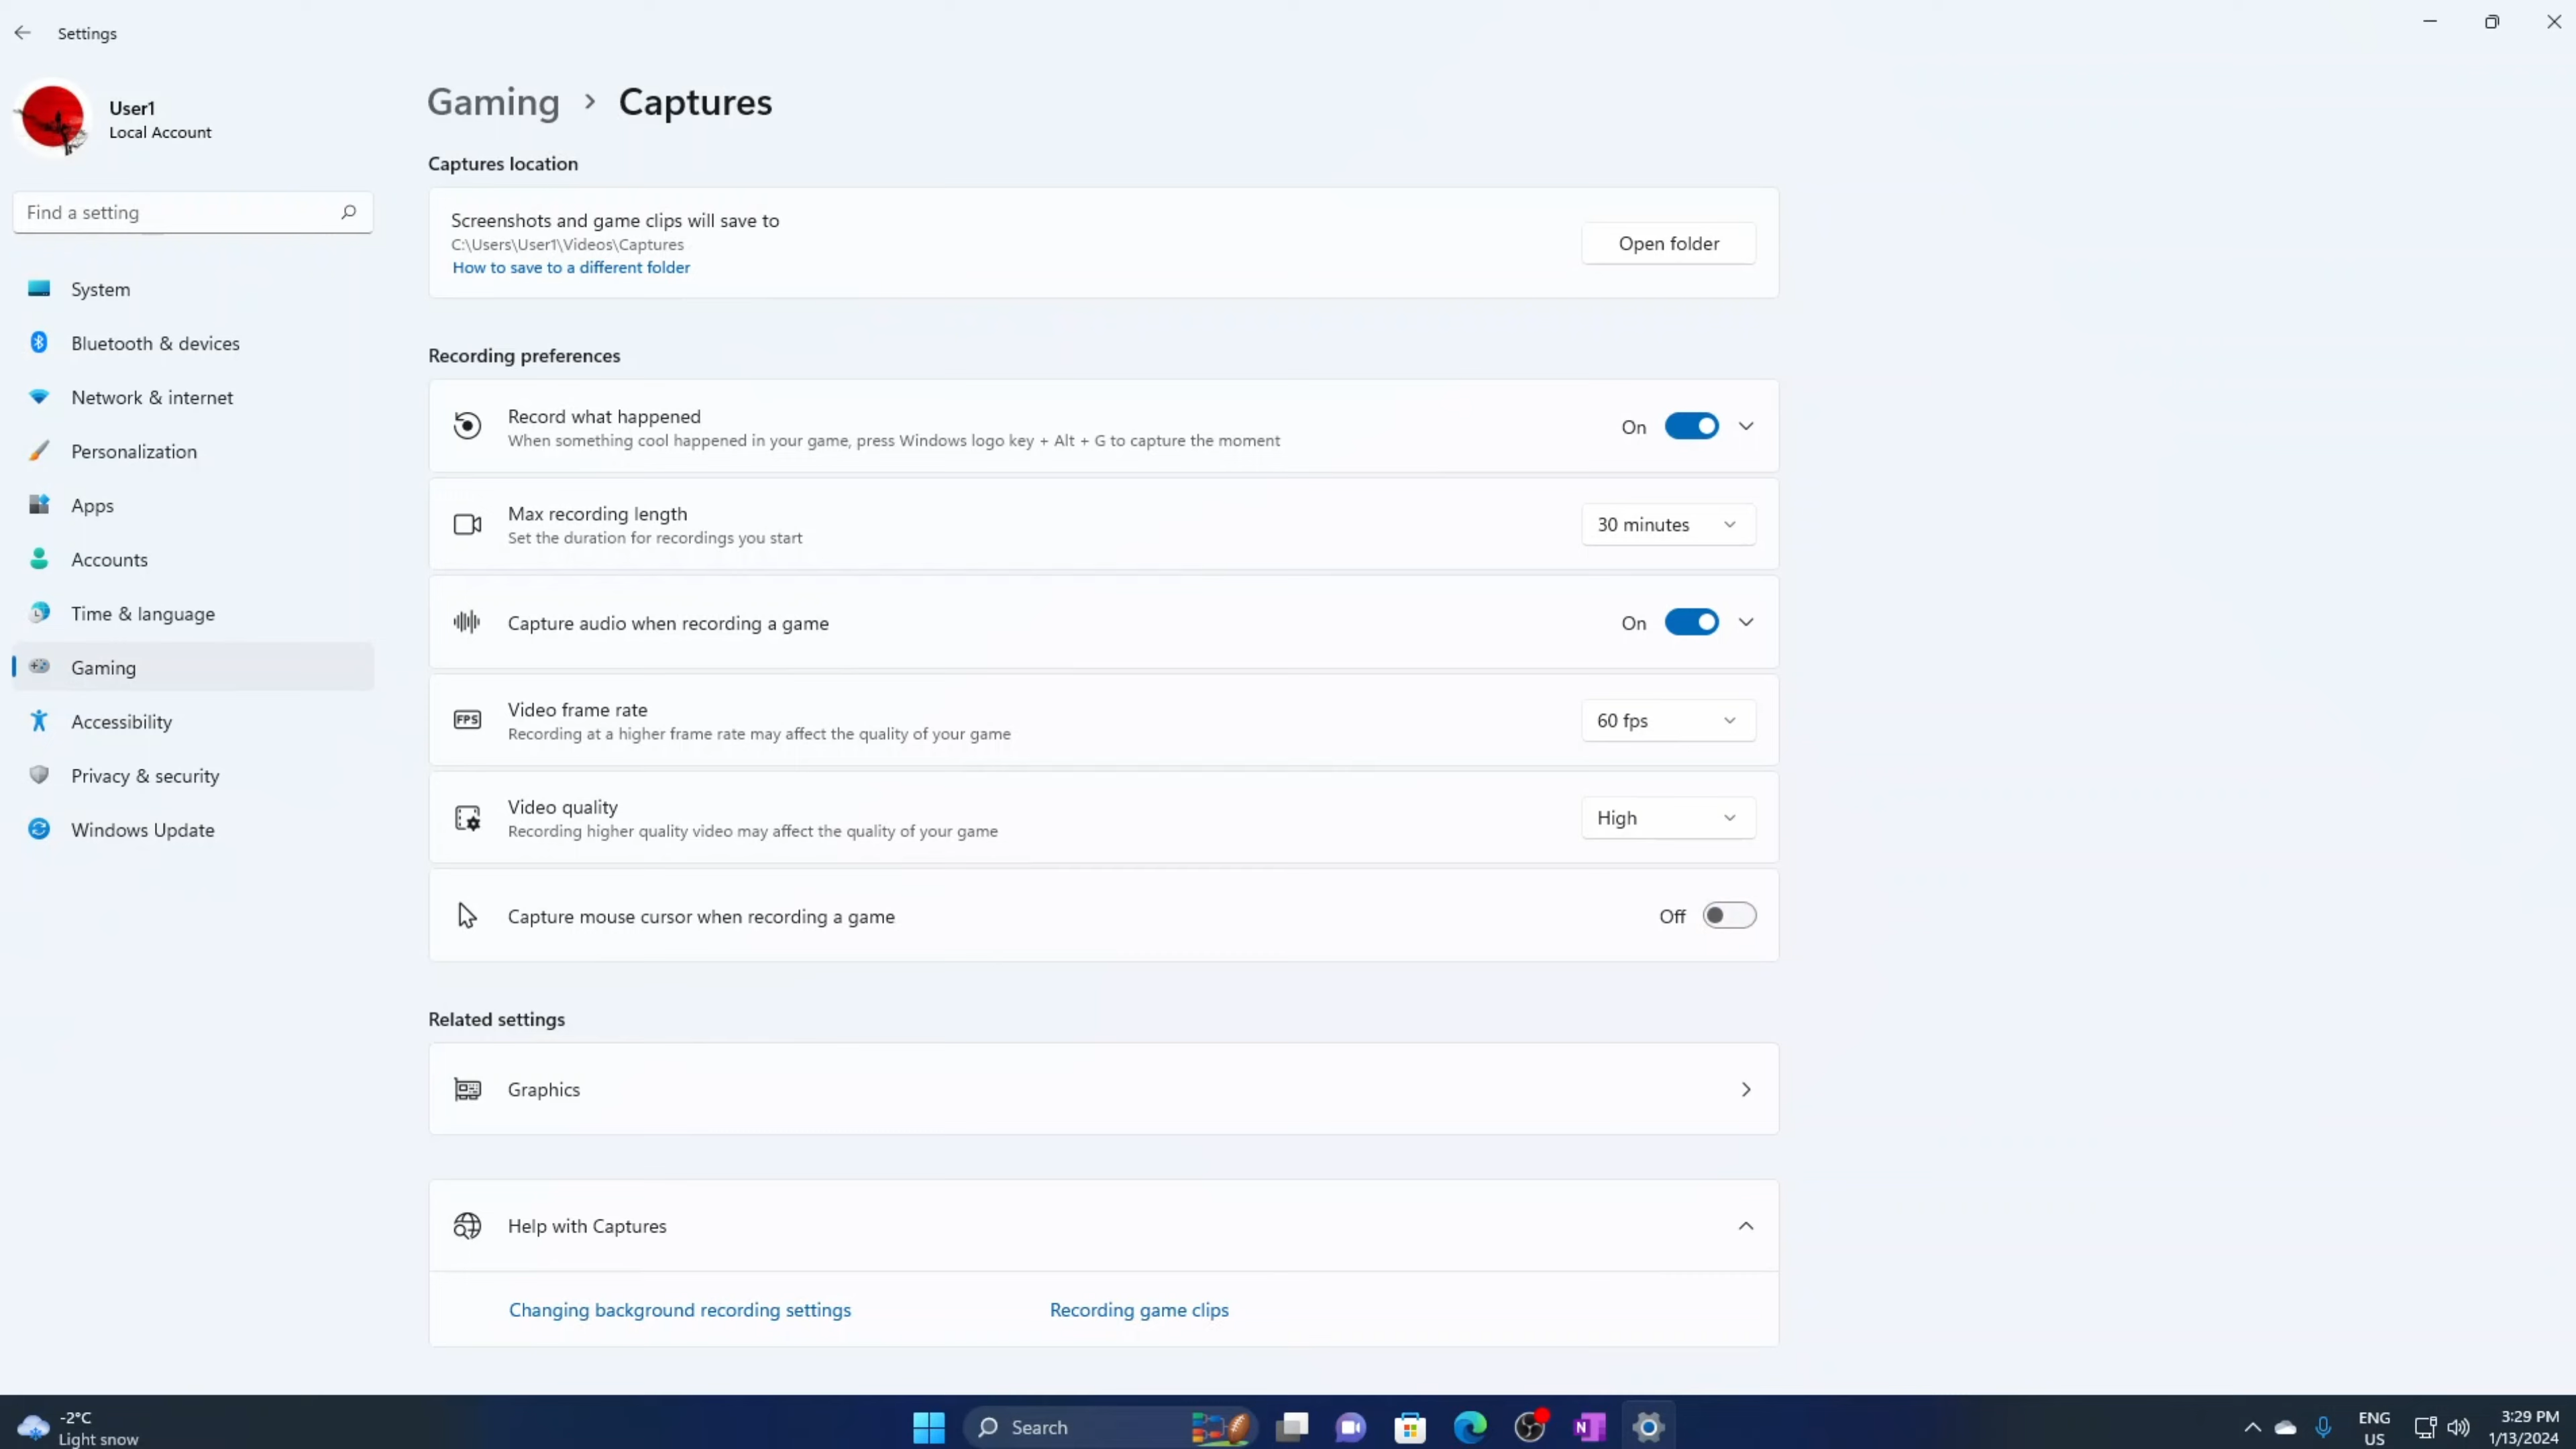 Settings
User1
Local Account
Find a setting
System
Bluetooth & devices
Network & internet
Personalization
Apps
Accounts
Time & language
Gaming
Accessibility
Privacy & security
Windows Update
Gaming > Captures
Captures location
Screenshots and game clips will save to
C:\Users\User1\Videos\Captures
How to save to a different folder
Open folder
Recording preferences
Record what happened
When something cool happened in your game, press Windows logo key + Alt + G to capture the moment
On
Max recording length
Set the duration for recordings you start
30 minutes
Capture audio when recording a game
On
FPS
Video frame rate
Recording at a higher frame rate may affect the quality of your game
60 fps
Video quality
Recording higher quality video may affect the quality of your game
High
Capture mouse cursor when recording a game
Off
Related settings
Graphics
Help with Captures
Changing background recording settings
Recording game clips
-2°C
Light snow
Search
N
ENG
US
3:29 PM
1/13/2024